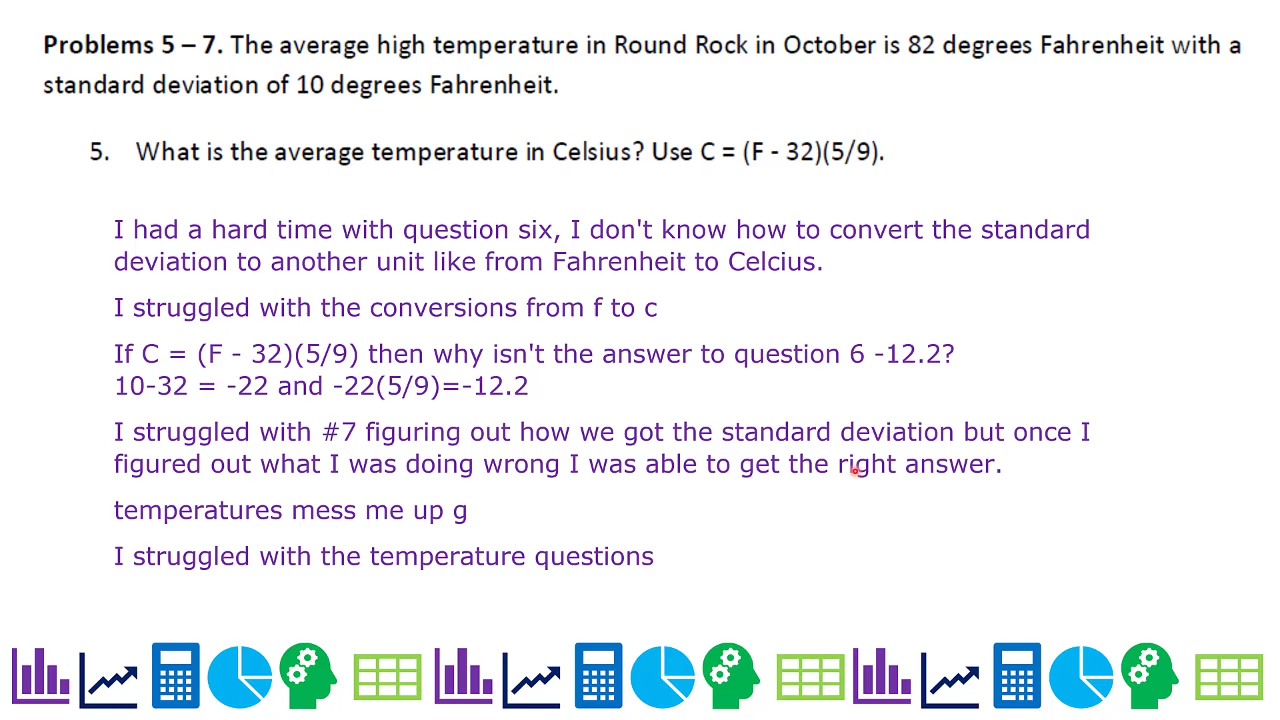 Problems 5 – 7. The average high temperature in Round Rock in October is 82 degrees Fahrenheit with a
standard deviation of 10 degrees Fahrenheit.
5. What is the average temperature in Celsius? Use C = (F - 32)(5/9).
I had a hard time with question six, I don't know how to convert the standard
deviation to another unit like from Fahrenheit to Celcius.
I struggled with the conversions from f to c
If C = (F - 32)(5/9) then why isn't the answer to question 6 -12.2?
10-32 = -22 and -22(5/9)=-12.2
I struggled with #7 figuring out how we got the standard deviation but once I
figured out what I was doing wrong I was able to get the right answer.
temperatures mess me up g
I struggled with the temperature questions